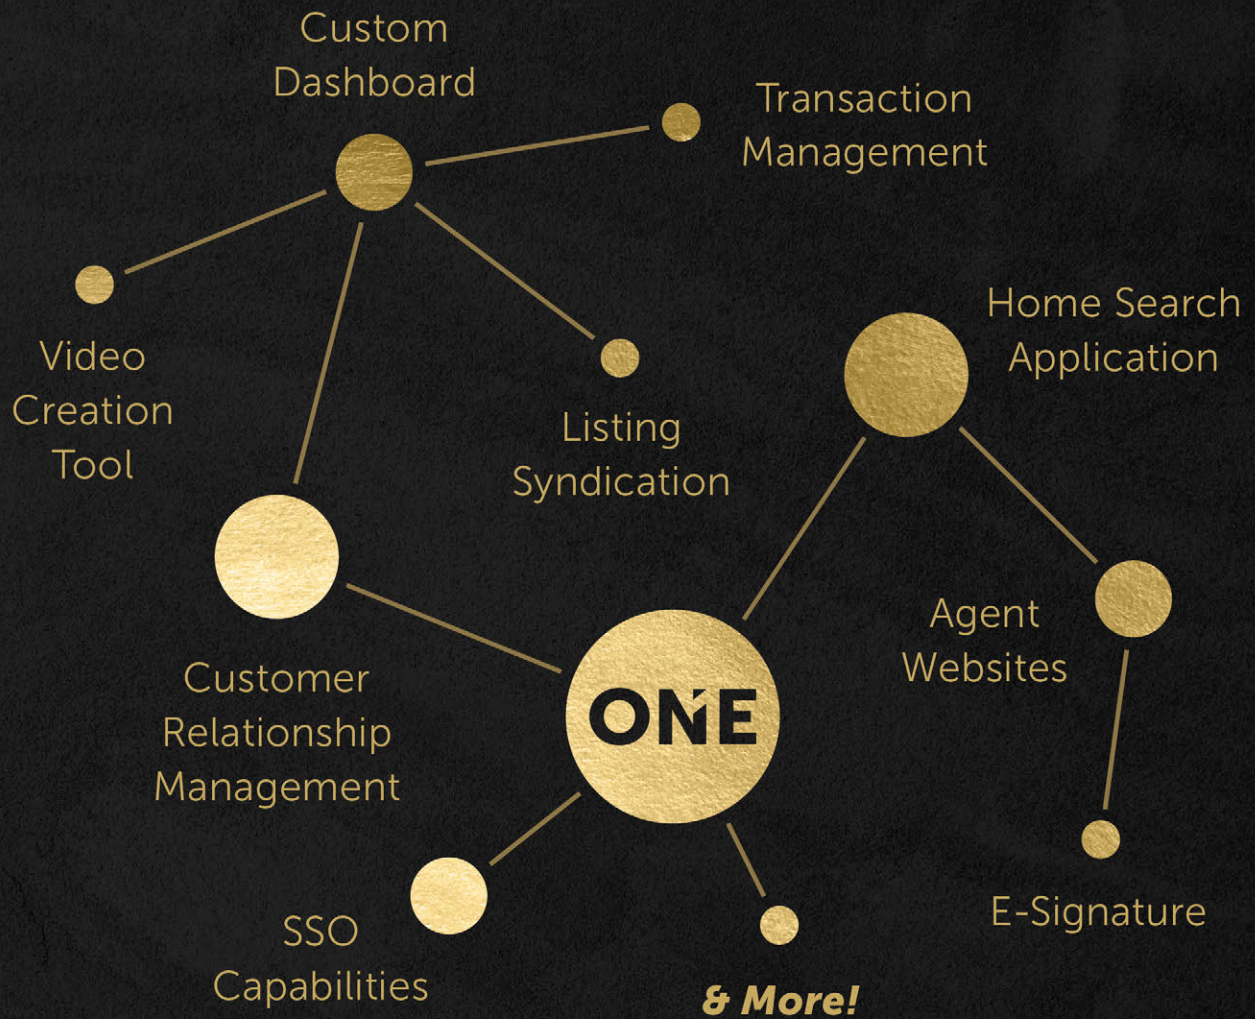 Custom
Dashboard
Transaction
Management
Home Search
Application
Video
Creation
Tool
Listing
Syndication
Agent
Websites
Customer
Relationship
Management
ONE
E-Signature
SSO
Capabilities
& More!